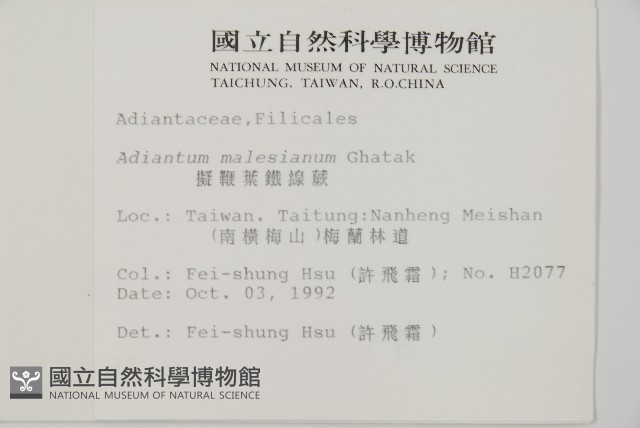 國立自然科學博物館
NATIONAL MUSEUM OF NATURAL SCIENCE
TAICHUNG, TAIWAN, R.O.CHINA
Adiantaceae,Filicales
Adiantum malesianum Ghatak
擬鞭葉鐵線蕨
Loc.: Taiwan. Taitung:Nanheng Meishan
(南橫梅山)梅蘭林道
Col.: Fei-shung Hsu (許飛霜); No. H2077
Date: Oct. 03, 1992
Det.: Fei-shung Hsu (許飛霜)
國立自然科學博物館
NATIONAL MUSEUM OF NATURAL SCIENCE